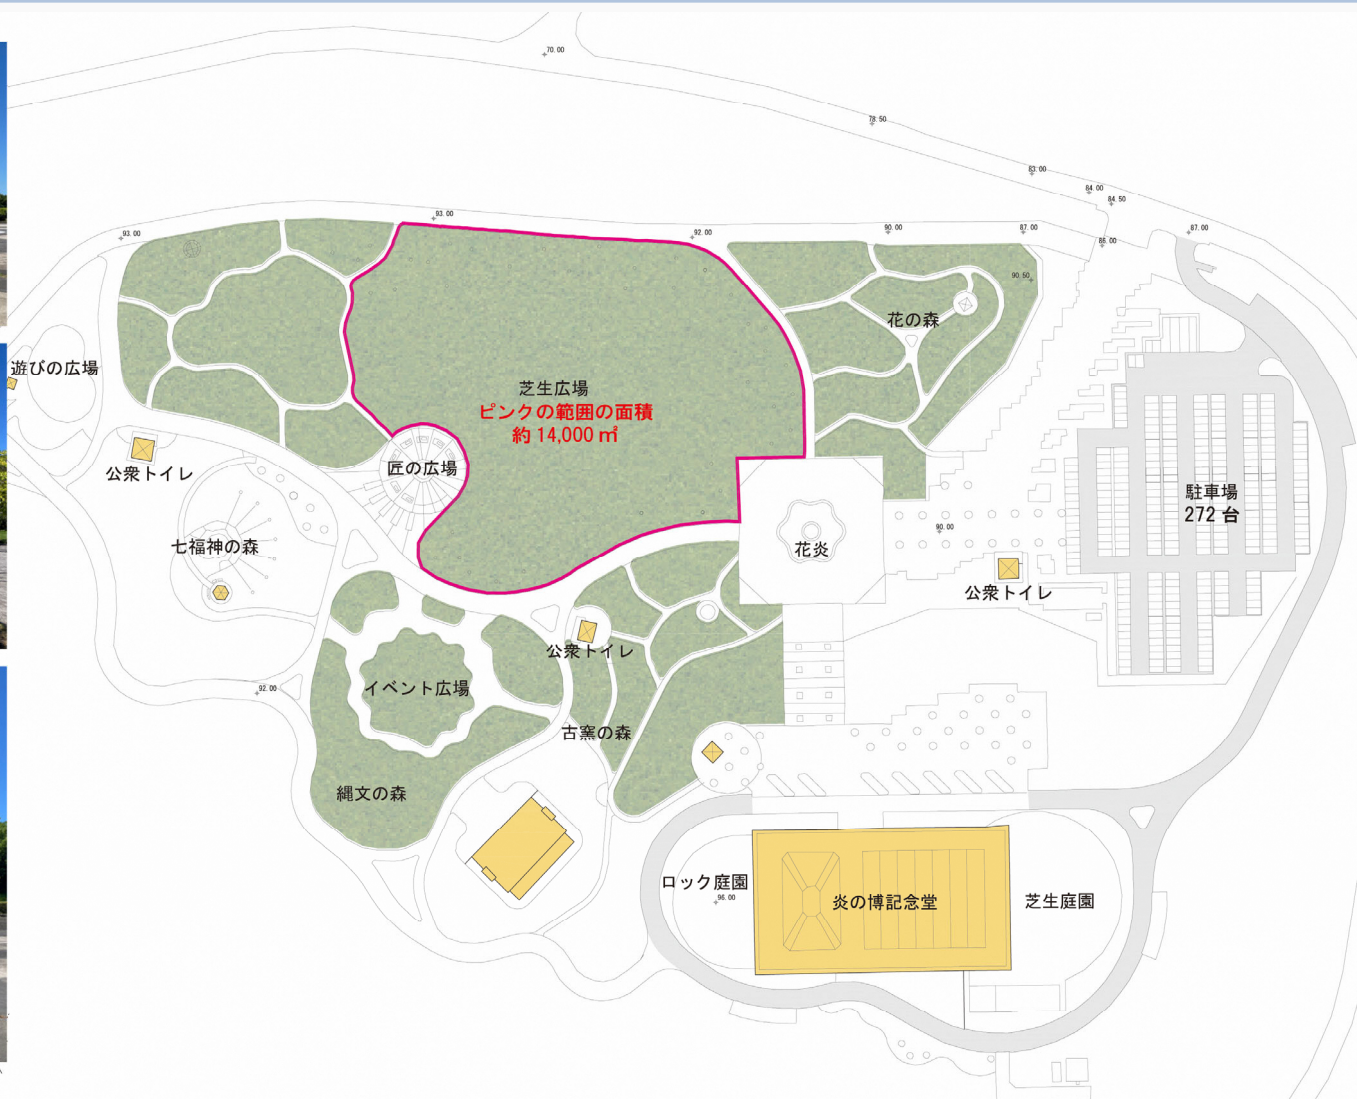 70.00
78.50
83.00
84.00
84.50
93.00
93.00
92.00
90.00
87.00
86.00
87.00
90.50
花の森
遊びの広場
芝生広場
ピンクの範囲の面積
約 14,000 ㎡
公衆トイレ
匠の広場
駐車場
272 台
七福神の森
花炎
90.00
公衆トイレ
公衆トイレ
イベント広場
92.00
古窯の森
縄文の森
ロック庭園
96.00
炎の博記念堂
芝生庭園